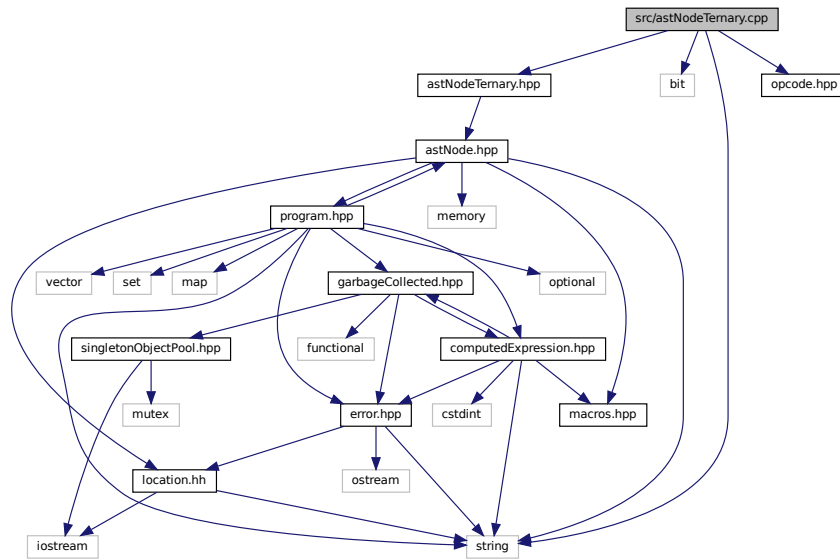 src/astNodeTernary.cpp
astNodeTernary.hpp
bit
opcode.hpp
astNode.hpp
program.hpp
memory
vector
set
map
garbageCollected.hpp
optional
singletonObjectPool.hpp
functional
computedExpression.hpp
mutex
error.hpp
cstdint
macros.hpp
location.hh
ostream
iostream
string